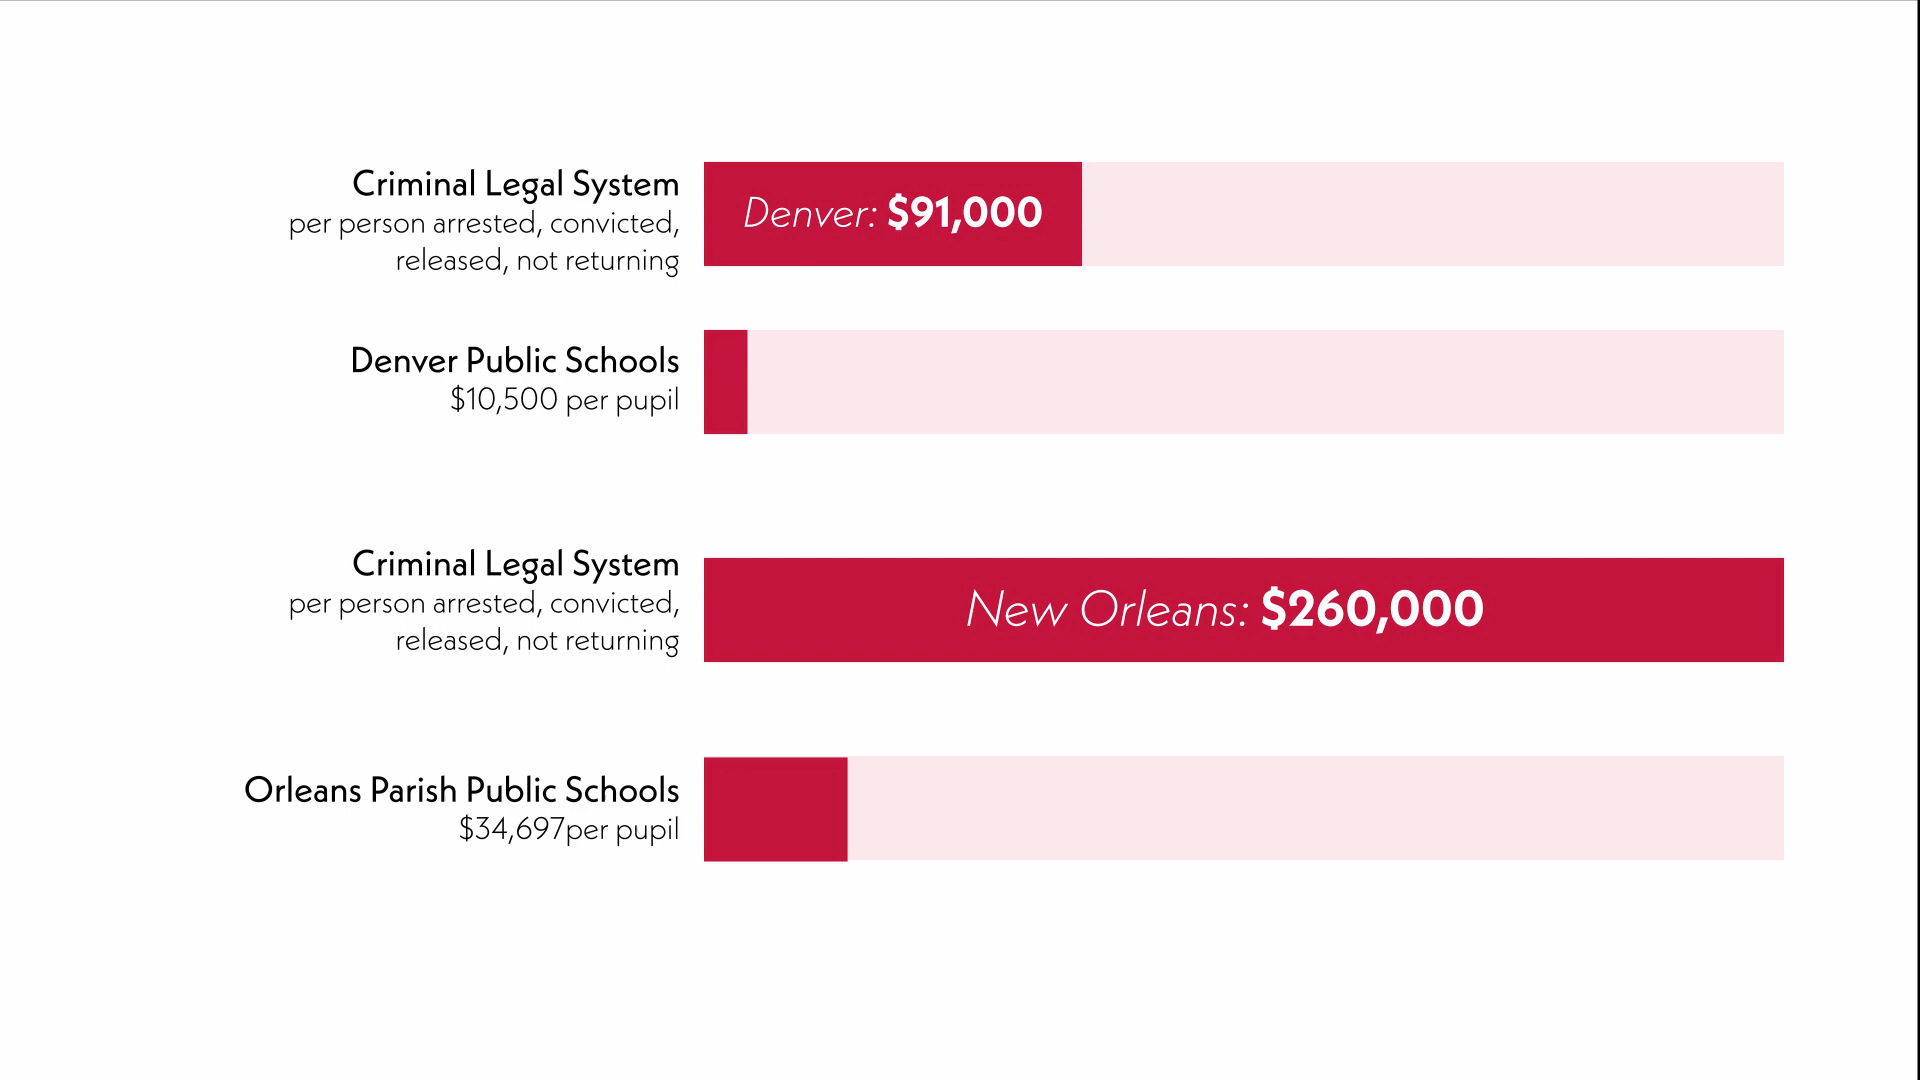 Criminal Legal System
per person arrested, convicted,
released, not returning
Denver: $91,000
Denver Public Schools
$10,500 per pupil
Criminal Legal System
per person arrested, convicted,
released, not returning
New Orleans: $260,000
Orleans Parish Public Schools
$34,697per pupil